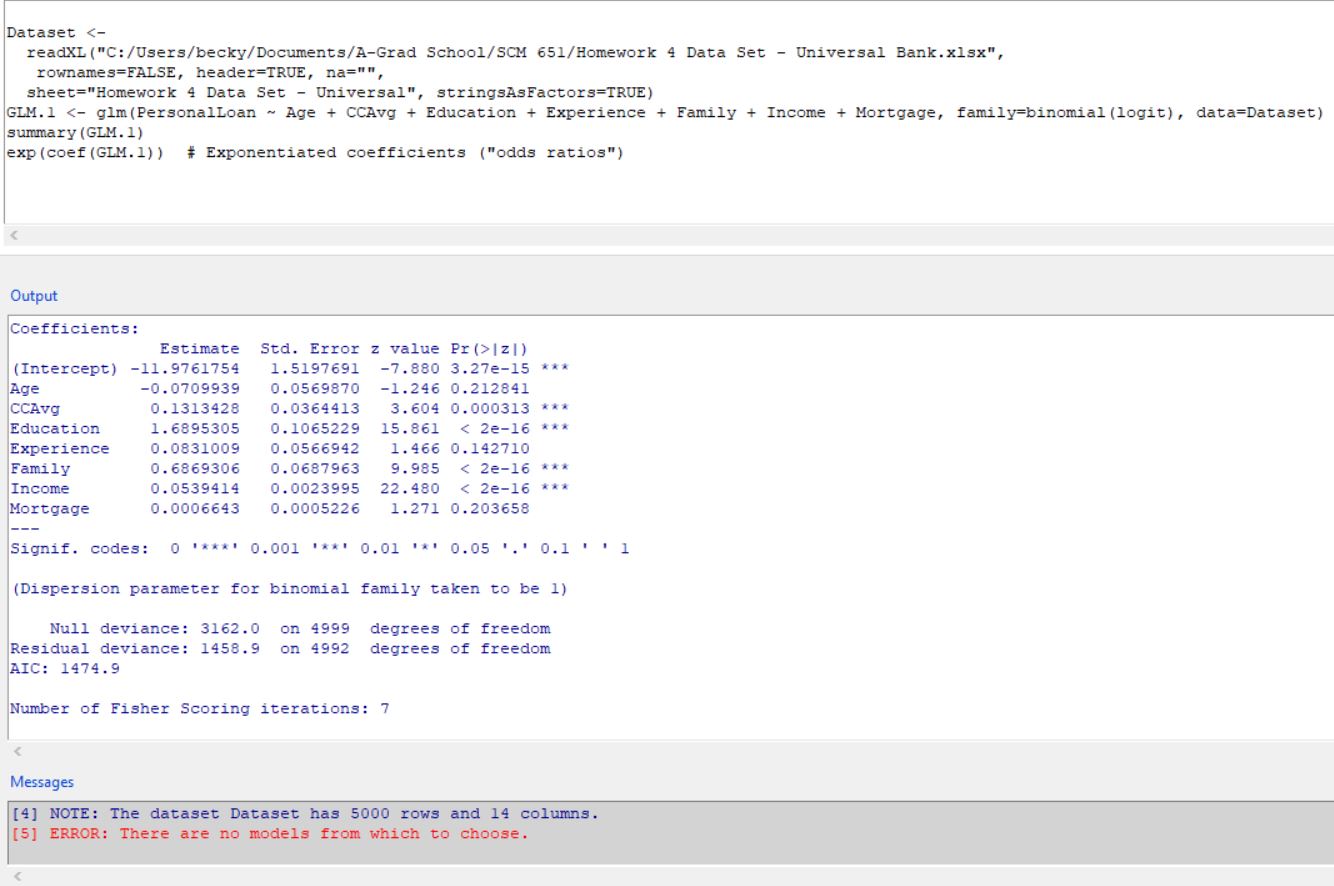 Dataset <-
  readXL("C:/Users/becky/Documents/A-Grad School/SCM 651/Homework 4 Data Set - Universal Bank.xlsx",
   rownames=FALSE, header=TRUE, na="",
  sheet="Homework 4 Data Set - Universal", stringsAsFactors=TRUE)
GLM.1 <- glm(PersonalLoan ~ Age + CCAvg + Education + Experience + Family + Income + Mortgage, family=binomial(logit), data=Dataset)
summary(GLM.1)
exp(coef(GLM.1))  # Exponentiated coefficients ("odds ratios")
Output
Coefficients:
              Estimate  Std. Error z value Pr(>|z|)
(Intercept) -11.9761754   1.5197691  -7.880 3.27e-15 ***
Age          -0.0709939   0.0569870  -1.246 0.212841
CCAvg         0.1313428   0.0364413   3.604 0.000313 ***
Education     1.6895305   0.1065229  15.861  < 2e-16 ***
Experience    0.0831009   0.0566942   1.466 0.142710
Family        0.6869306   0.0687963   9.985  < 2e-16 ***
Income        0.0539414   0.0023995  22.480  < 2e-16 ***
Mortgage      0.0006643   0.0005226   1.271 0.203658
---
Signif. codes:  0 '***' 0.001 '**' 0.01 '*' 0.05 '.' 0.1 ' ' 1
(Dispersion parameter for binomial family taken to be 1)
    Null deviance: 3162.0  on 4999  degrees of freedom
Residual deviance: 1458.9  on 4992  degrees of freedom
AIC: 1474.9
Number of Fisher Scoring iterations: 7
Messages
[4] NOTE: The dataset Dataset has 5000 rows and 14 columns.
[5] ERROR: There are no models from which to choose.